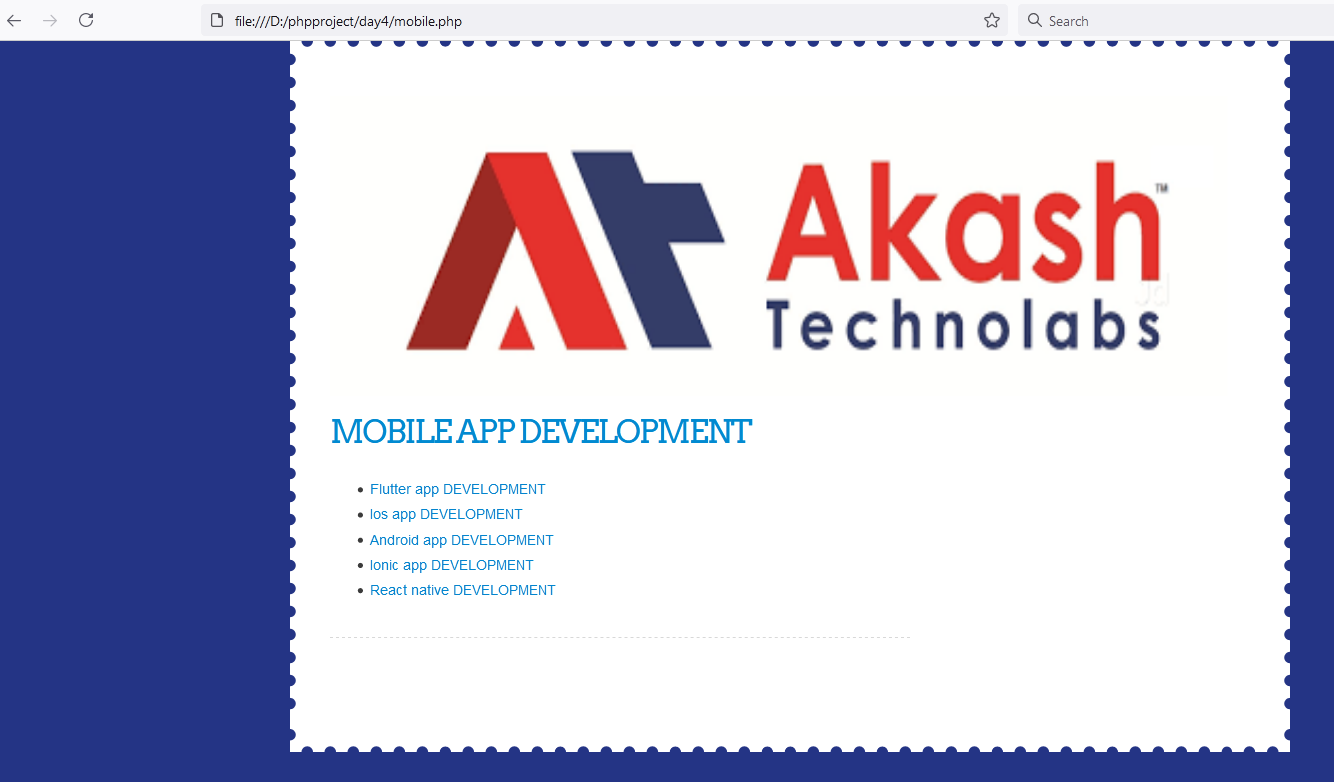 file:///D:/phpproject/day4/mobile.php
Search
Akash™
Jd
Technolabs
MOBILE APP DEVELOPMENT
Flutter app DEVELOPMENT
Ios app DEVELOPMENT
Android app DEVELOPMENT
Ionic app DEVELOPMENT
React native DEVELOPMENT